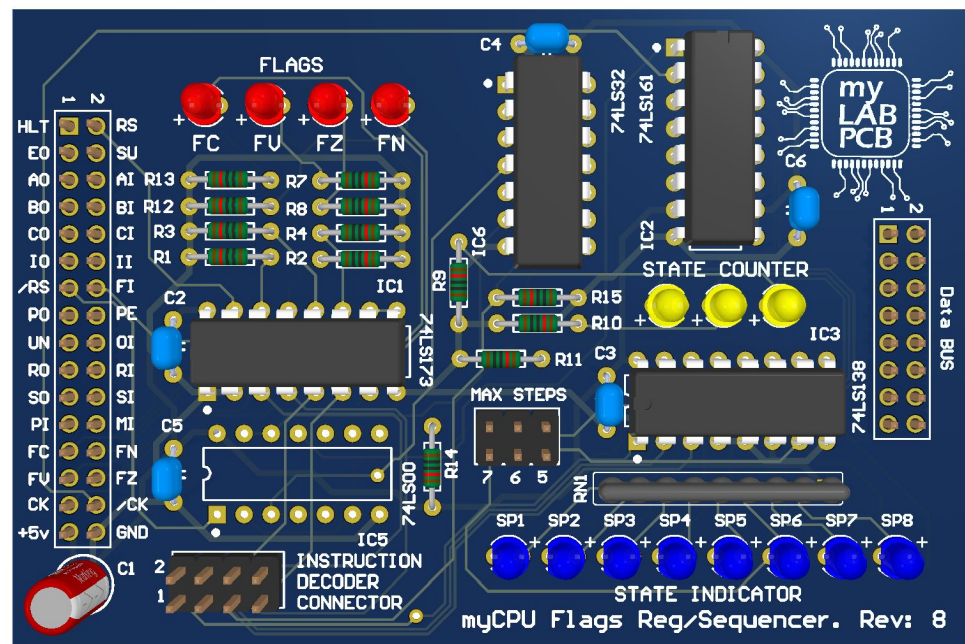 FLAGS
FC FV FZ FN
1 2
HLT RS
EO SU
AO AI
BO BI
CO CI
IO II
/RS FI
PO PE
UN OI
RO RI
SO SI
PI MI
FC FN
FV FZ
CK /CK
+5v GND
R13 R7
R12 R8
R3 R4
R1 R2
IC1
C2
74LS173
C5
74LS00
R14
IC5
C1
2
1
INSTRUCTION
DECODER
CONNECTOR
C4
74LS32
IC6
74LS161
IC2
my
LAB
PCB
C6
1 2
Data BUS
R9
R15
R10
R11
STATE COUNTER
IC3
C3
74LS138
MAX STEPS
7 6 5
RN1
SP1 SP2 SP3 SP4 SP5 SP6 SP7 SP8
STATE INDICATOR
myCPU Flags Reg/Sequencer. Rev: 8